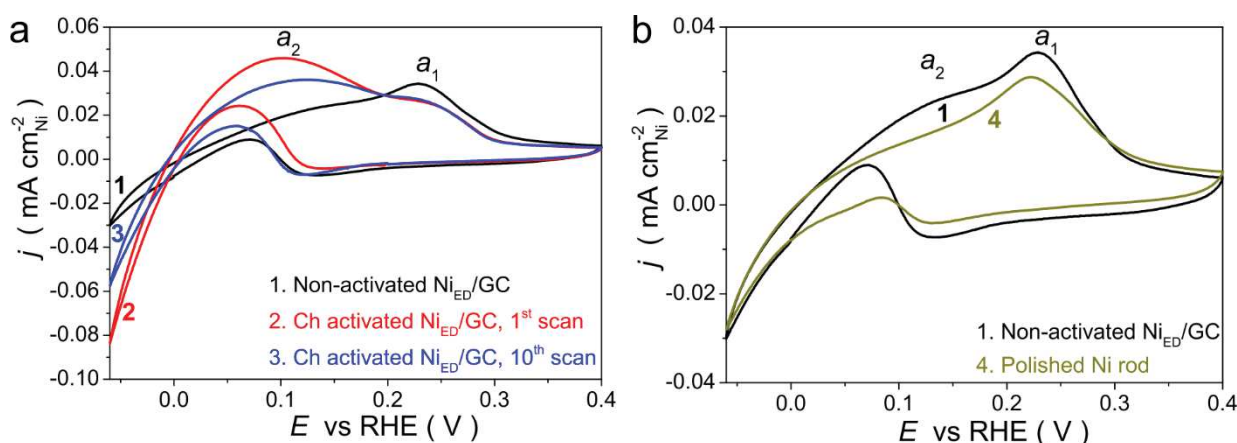 a
0.06
0.04
0.02
0.00
-0.02
-0.04
-0.06
-0.08
-0.10
j ( mA cm⁻²Ni )
a₂
a₁
1
3
2
1. Non-activated NiED/GC
2. Ch activated NiED/GC, 1st scan
3. Ch activated NiED/GC, 10th scan
0.0 0.1 0.2 0.3 0.4
E vs RHE ( V )
b
0.04
0.02
0.00
-0.02
-0.04
j ( mA cm⁻²Ni )
a₁
a₂
1
4
1. Non-activated NiED/GC
4. Polished Ni rod
0.0 0.1 0.2 0.3 0.4
E vs RHE ( V )